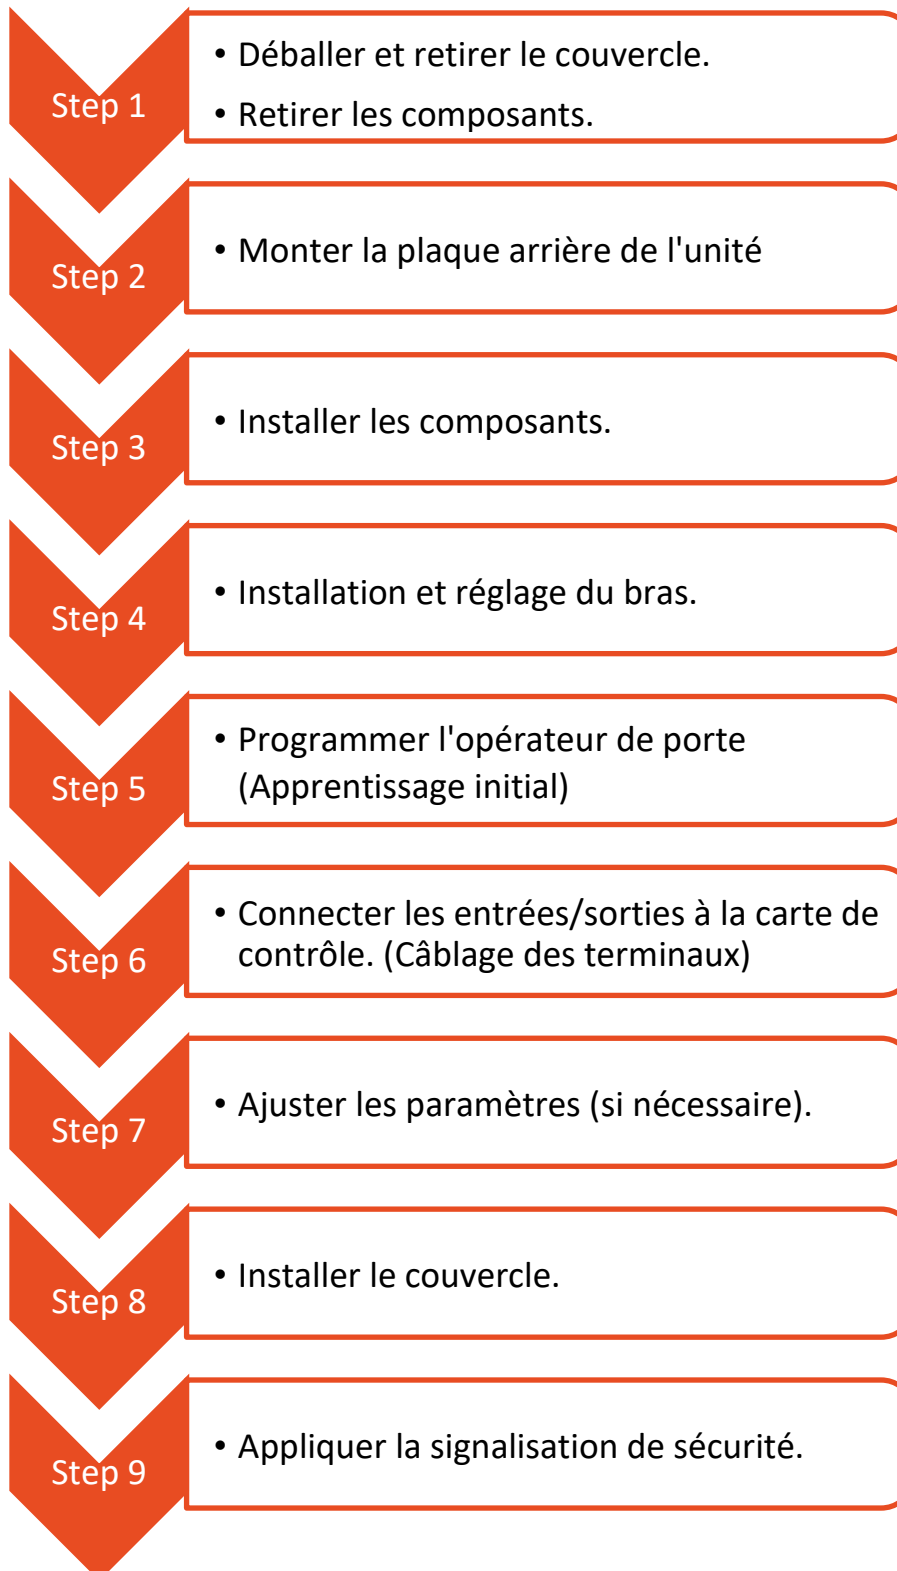 Step 1
• Déballer et retirer le couvercle.
• Retirer les composants.
Step 2
• Monter la plaque arrière de l'unité
Step 3
• Installer les composants.
Step 4
• Installation et réglage du bras.
Step 5
• Programmer l'opérateur de porte
(Apprentissage initial)
Step 6
• Connecter les entrées/sorties à la carte de
contrôle. (Câblage des terminaux)
Step 7
• Ajuster les paramètres (si nécessaire).
Step 8
• Installer le couvercle.
Step 9
• Appliquer la signalisation de sécurité.